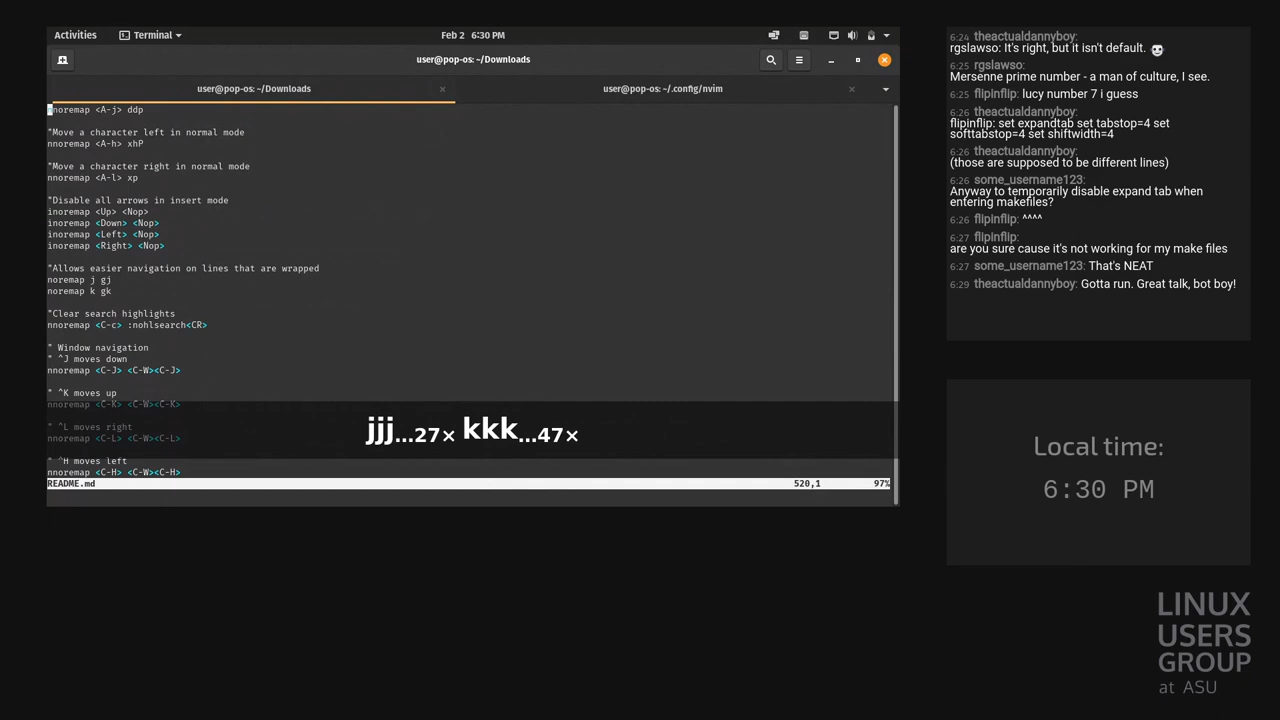 Activities
Terminal
Feb 2 6:30 PM
user@pop-os: ~/Downloads
user@pop-os: ~/Downloads
user@pop-os: ~/.config/nvim
nnoremap <A-j> ddp
"Move a character left in normal mode
nnoremap <A-h> xhP
"Move a character right in normal mode
nnoremap <A-l> xp
"Disable all arrows in insert mode
inoremap <Up> <Nop>
inoremap <Down> <Nop>
inoremap <Left> <Nop>
inoremap <Right> <Nop>
"Allows easier navigation on lines that are wrapped
noremap j gj
noremap k gk
"Clear search highlights
nnoremap <C-c> :nohlsearch<CR>
" Window navigation
" ^J moves down
nnoremap <C-J> <C-W><C-J>
" ^K moves up
nnoremap <C-K> <C-W><C-K>
" ^L moves right
nnoremap <C-L> <C-W><C-L>
" ^H moves left
nnoremap <C-H> <C-W><C-H>
jjj...27× kkk...47×
README.md 520,1 97%
6:24 theactualdannyboy:
rgslawso: It's right, but it isn't default.
6:25 rgslawso:
Mersenne prime number - a man of culture, I see.
6:25 flipinflip: lucy number 7 i guess
6:26 theactualdannyboy:
flipinflip: set expandtab set tabstop=4 set
softtabstop=4 set shiftwidth=4
6:26 theactualdannyboy:
(those are supposed to be different lines)
6:26 some_username123:
Anyway to temporarily disable expand tab when
entering makefiles?
6:26 flipinflip: ^^^^
6:27 flipinflip:
are you sure cause it's not working for my make files
6:27 some_username123: That's NEAT
6:29 theactualdannyboy: Gotta run. Great talk, bot boy!
Local time:
6:30 PM
LINUX
USERS
GROUP
at ASU